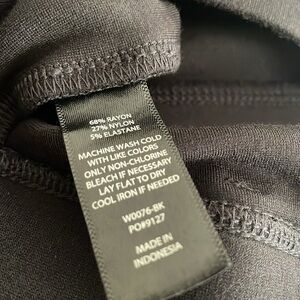 68% RAYON
27% NYLON
5% ELASTANE
MACHINE WASH COLD
WITH LIKE COLORS
ONLY NON-CHLORINE
BLEACH IF NEEDED
LAY FLAT TO DRY
COOL IRON IF NEEDED
W0076-BK
PO#9127
MADE IN
INDONESIA